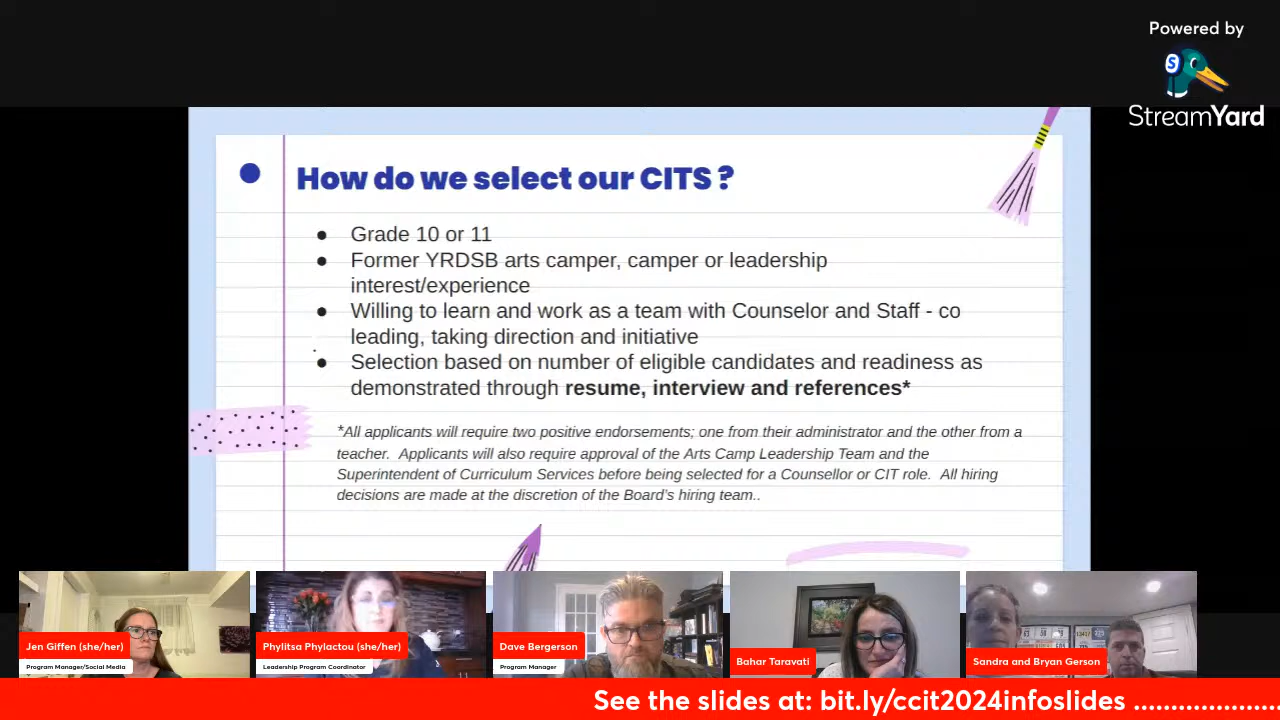 Powered by
StreamYard
How do we select our CITS ?
● Grade 10 or 11
● Former YRDSB arts camper, camper or leadership
interest/experience
● Willing to learn and work as a team with Counselor and Staff - co
leading, taking direction and initiative
● Selection based on number of eligible candidates and readiness as
demonstrated through resume, interview and references*
*All applicants will require two positive endorsements; one from their administrator and the other from a
teacher. Applicants will also require approval of the Arts Camp Leadership Team and the
Superintendent of Curriculum Services before being selected for a Counsellor or CIT role. All hiring
decisions are made at the discretion of the Board's hiring team..
Jen Giffen (she/her)
Program Manager/Social Media
Phylitsa Phylactou (she/her)
Leadership Program Coordinator
Dave Bergerson
Program Manager
Bahar Taravati
Sandra and Bryan Gerson
See the slides at: bit.ly/ccit2024infoslides ...................